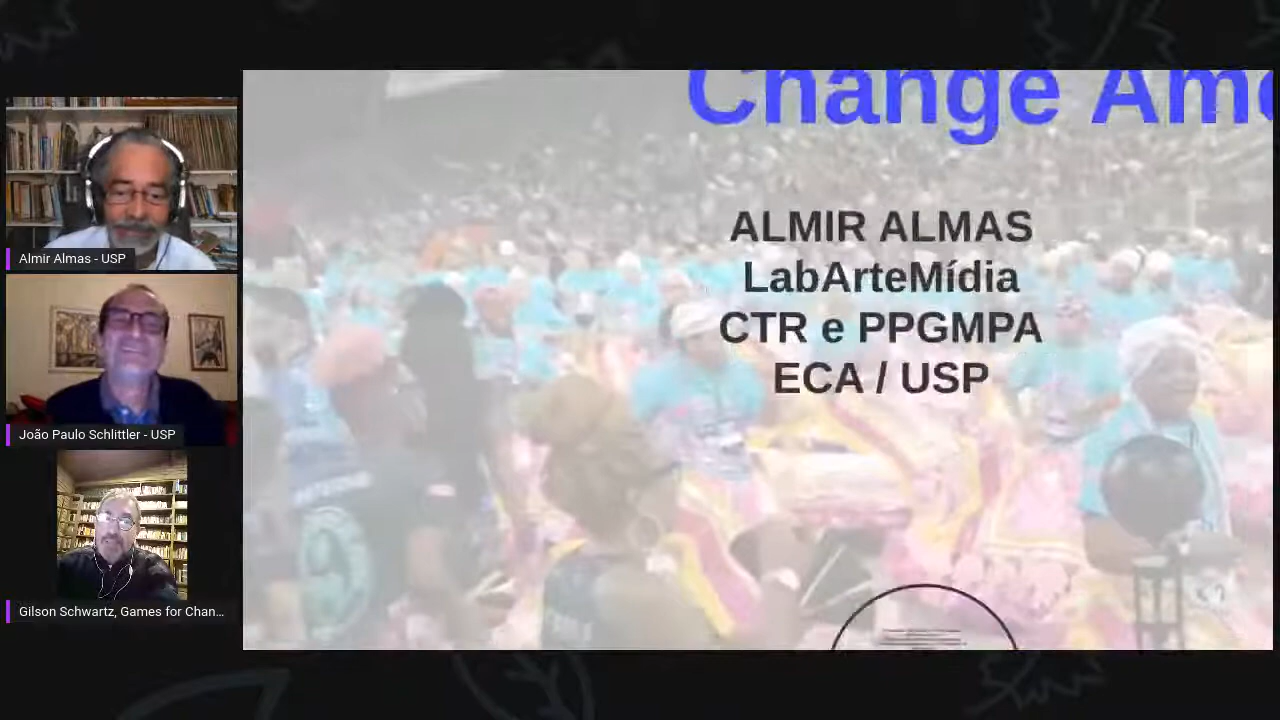 Change Ame
ALMIR ALMAS
LabArteMídia
CTR e PPGMPA
ECA / USP
Almir Almas - USP
João Paulo Schlittler - USP
Gilson Schwartz, Games for Chan...